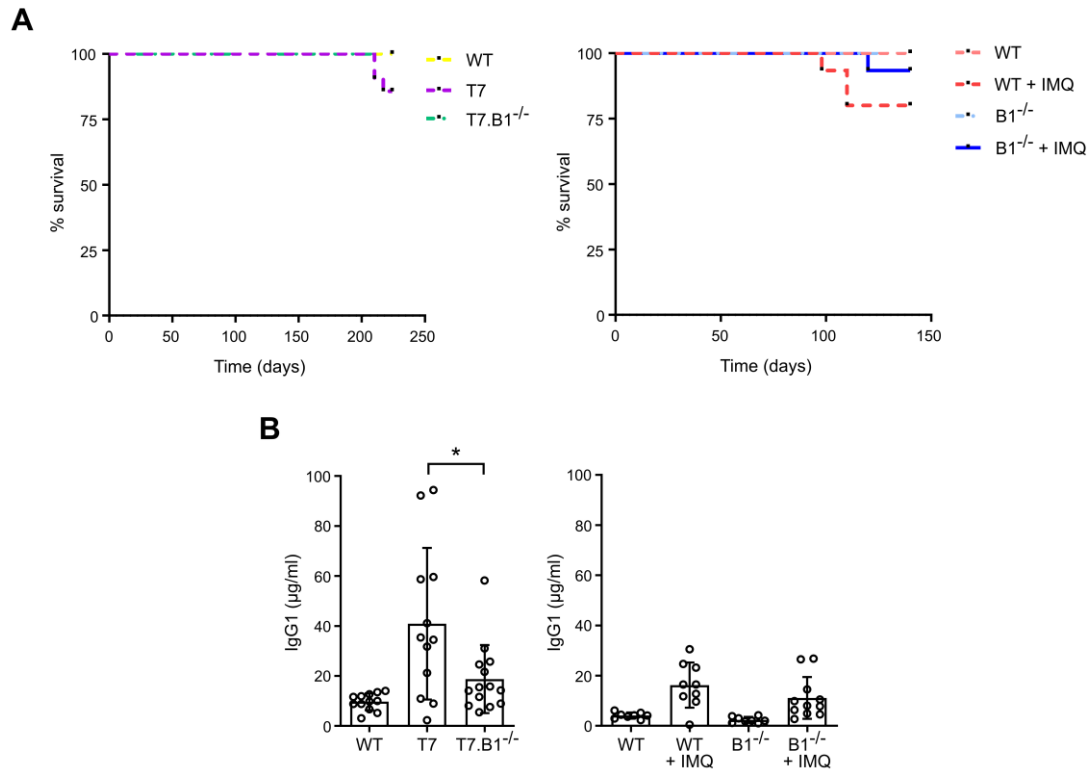 A
% survival
100
75
50
25
0
0 50 100 150 200 250
Time (days)
WT
T7
T7.B1-/-
% survival
100
75
50
25
0
0 50 100 150
Time (days)
WT
WT + IMQ
B1-/-
B1-/- + IMQ
B
IgG1 (µg/ml)
100
80
60
40
20
0
*
WT T7 T7.B1-/-
IgG1 (µg/ml)
100
80
60
40
20
0
WT WT B1-/- B1-/-
+ IMQ + IMQ